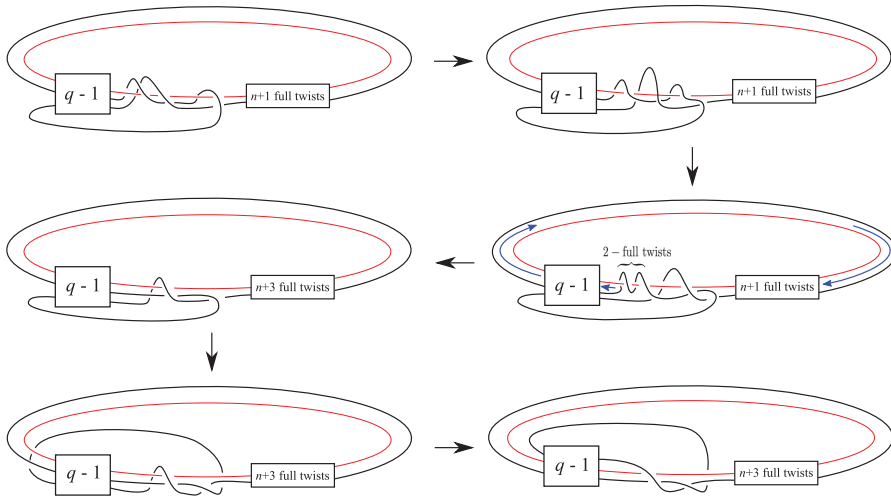 q - 1
n+1 full twists
q - 1
n+1 full twists
q - 1
n+3 full twists
2 – full twists
q - 1
n+1 full twists
q - 1
n+3 full twists
q - 1
n+3 full twists